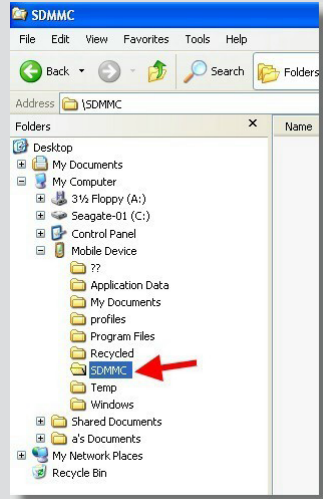 SDMMC
File Edit View Favorites Tools Help
Back Search Folders
Address \SDMMC
Folders x Name
Desktop
My Documents
My Computer
3½ Floppy (A:)
Seagate-01 (C:)
Control Panel
Mobile Device
??
Application Data
My Documents
profiles
Program Files
Recycled
SDMMC
Temp
Windows
Shared Documents
a's Documents
My Network Places
Recycle Bin